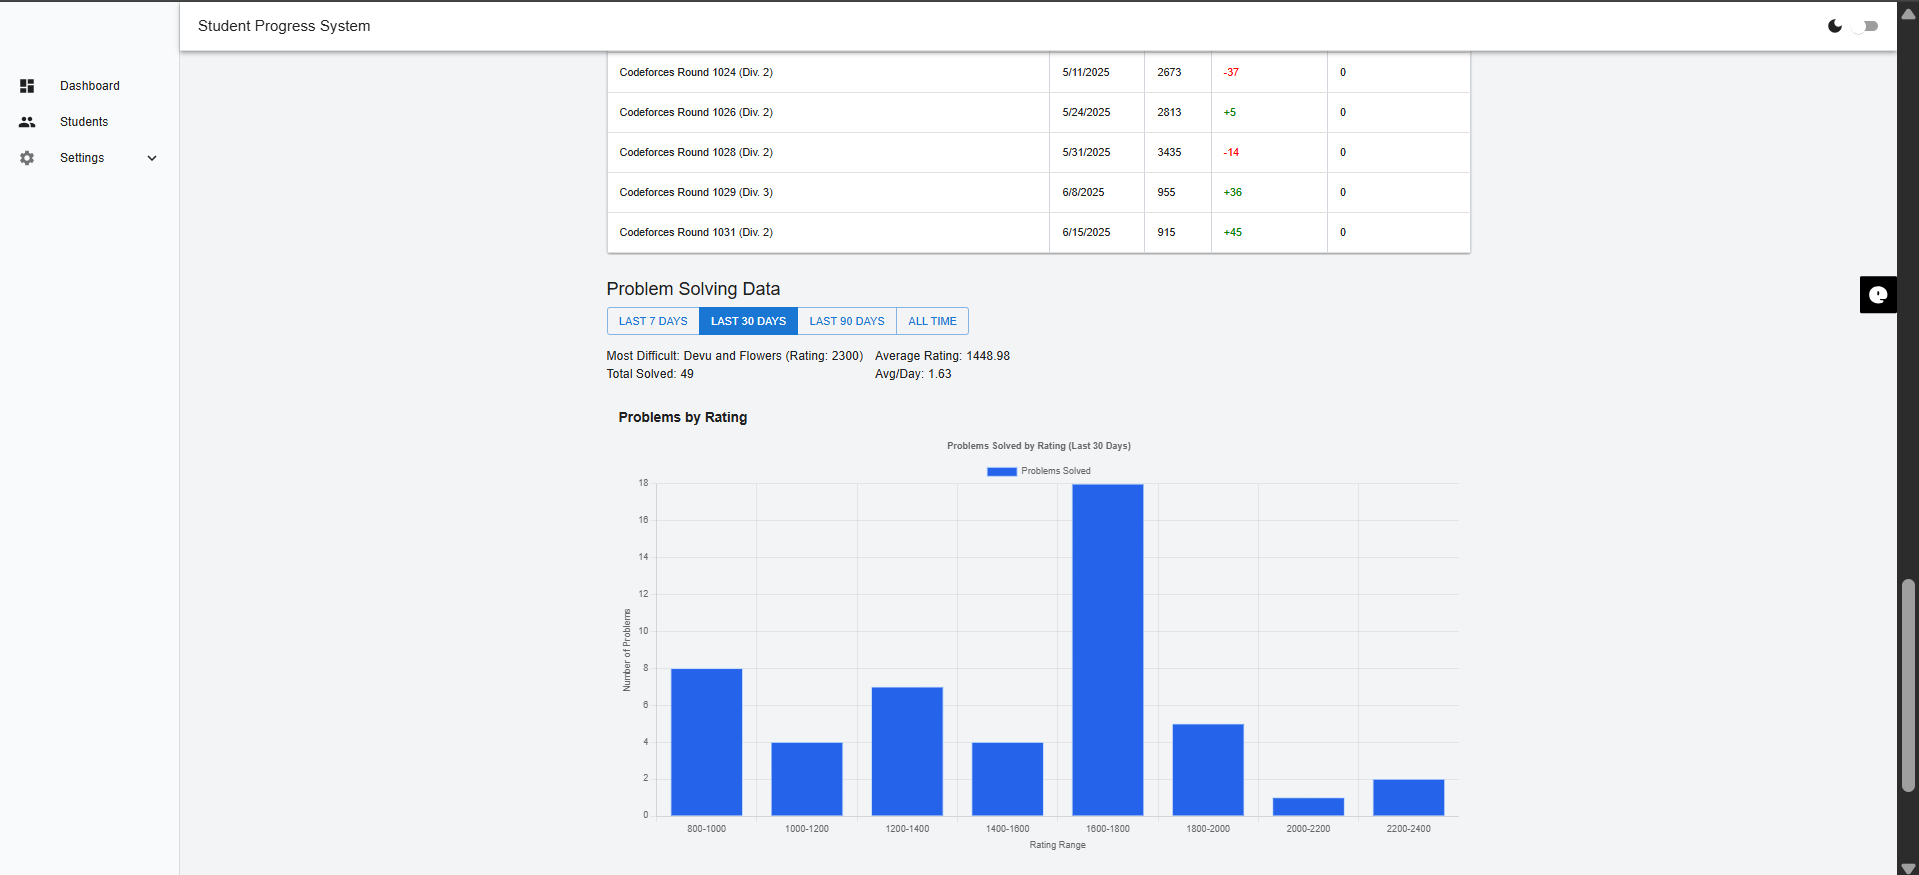 Student Progress System
Dashboard
Students
Settings
Codeforces Round 1024 (Div. 2) 5/11/2025 2673 -37 0
Codeforces Round 1026 (Div. 2) 5/24/2025 2813 +5 0
Codeforces Round 1028 (Div. 2) 5/31/2025 3435 -14 0
Codeforces Round 1029 (Div. 3) 6/8/2025 955 +36 0
Codeforces Round 1031 (Div. 2) 6/15/2025 915 +45 0
Problem Solving Data
LAST 7 DAYS LAST 30 DAYS LAST 90 DAYS ALL TIME
Most Difficult: Devu and Flowers (Rating: 2300) Average Rating: 1448.98
Total Solved: 49 Avg/Day: 1.63
Problems by Rating
Problems Solved by Rating (Last 30 Days)
Problems Solved
Number of Problems
18
16
14
12
10
8
6
4
2
0
800-1000 1000-1200 1200-1400 1400-1600 1600-1800 1800-2000 2000-2200 2200-2400
Rating Range